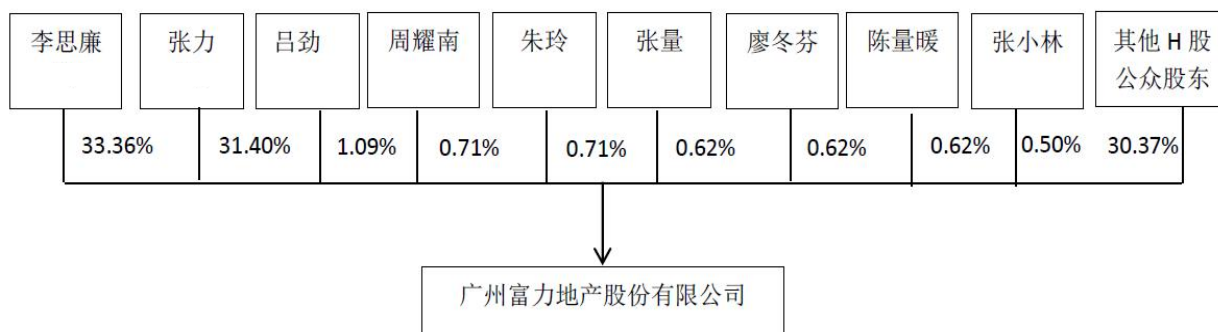 李思廉
张力
吕劲
周耀南
朱玲
张量
廖冬芬
陈量暖
张小林
其他 H 股
公众股东
33.36%
31.40%
1.09%
0.71%
0.71%
0.62%
0.62%
0.62%
0.50%
30.37%
广州富力地产股份有限公司